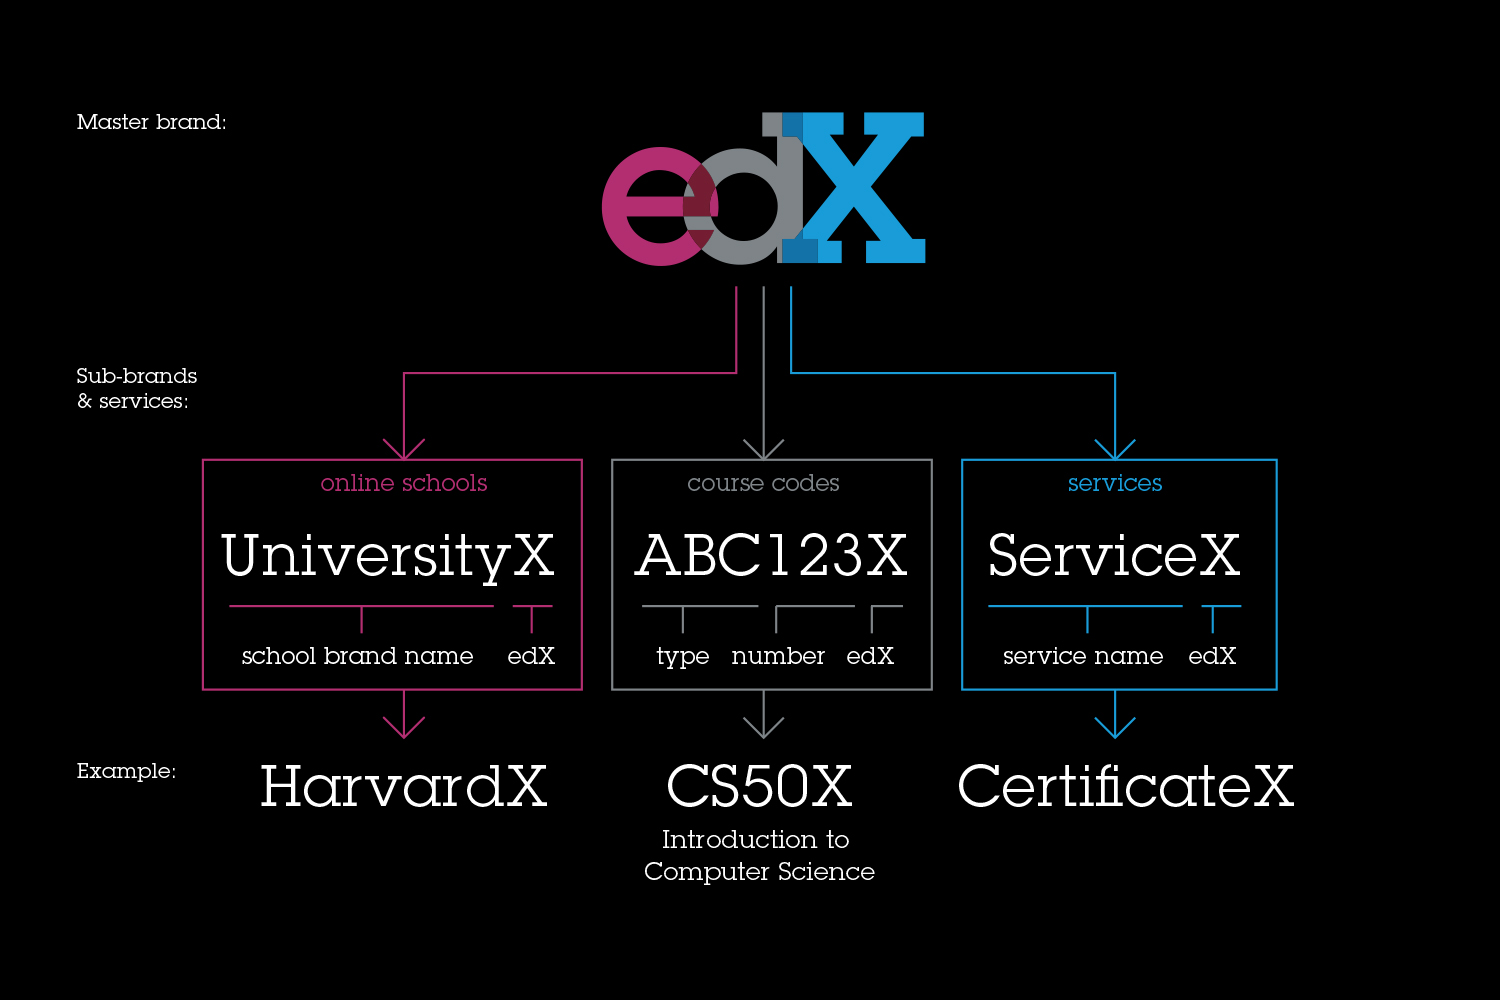 Master brand:
edX
Sub-brands
& services:
online schools
UniversityX
school brand name edX
course codes
ABC123X
type number edX
services
ServiceX
service name edX
Example:
HarvardX
CS50X
Introduction to
Computer Science
CertificateX